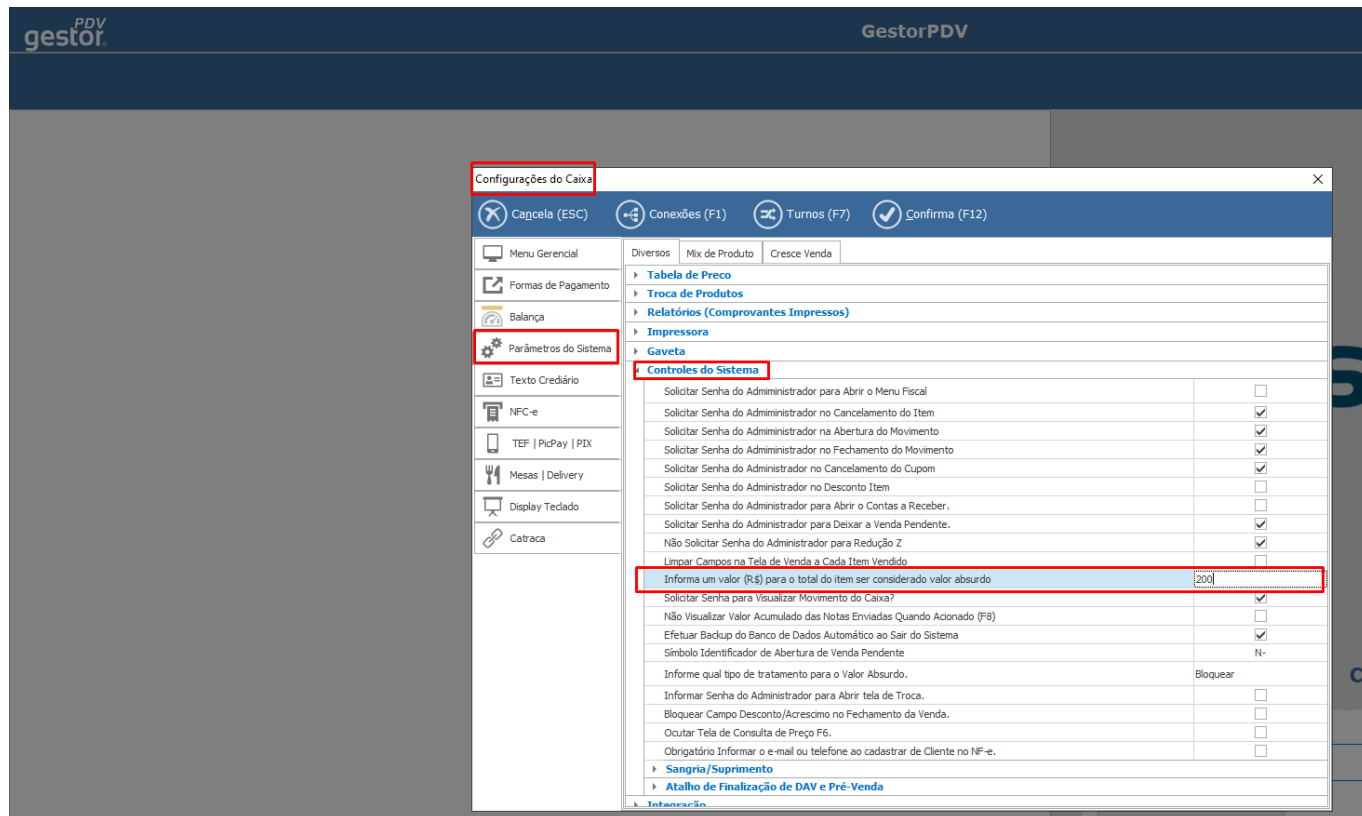 gestor PDV
GestorPDV
Configurações do Caixa
Cancela (ESC)
Conexões (F1)
Turnos (F7)
Confirma (F12)
Menu Gerencial
Formas de Pagamento
Balança
Parâmetros do Sistema
Texto Crediário
NFC-e
TEF | PicPay | PIX
Mesas | Delivery
Display Teclado
Catraca
Diversos
Mix de Produto
Cresce Venda
Tabela de Preco
Troca de Produtos
Relatórios (Comprovantes Impressos)
Impressora
Gaveta
Controles do Sistema
Solicitar Senha do Admiministrador para Abrir o Menu Fiscal
Solicitar Senha do Admiministrador no Cancelamento do Item
Solicitar Senha do Admiministrador na Abertura do Movimento
Solicitar Senha do Admiministrador no Fechamento do Movimento
Solicitar Senha do Administrador no Cancelamento do Cupom
Solicitar Senha do Administrador no Desconto Item
Solicitar Senha do Administrador para Abrir o Contas a Receber.
Solicitar Senha do Administrador para Deixar a Venda Pendente.
Não Solicitar Senha do Administrador para Redução Z
Limpar Campos na Tela de Venda a Cada Item Vendido
Informa um valor (R$) para o total do item ser considerado valor absurdo 200
Solicitar Senha para Visualizar Movimento do Caixa?
Não Visualizar Valor Acumulado das Notas Enviadas Quando Acionado (F8)
Efetuar Backup do Banco de Dados Automático ao Sair do Sistema
Símbolo Identificador de Abertura de Venda Pendente N-
Informe qual tipo de tratamento para o Valor Absurdo. Bloquear
Informar Senha do Administrador para Abrir tela de Troca.
Bloquear Campo Desconto/Acrescimo no Fechamento da Venda.
Ocutar Tela de Consulta de Preço F6.
Obrigatório Informar o e-mail ou telefone ao cadastrar de Cliente no NF-e.
Sangria/Suprimento
Atalho de Finalização de DAV e Pré-Venda
Integração